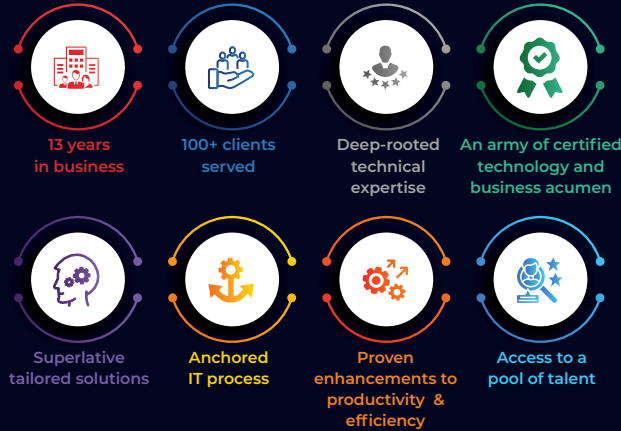 13 years
in business
100+ clients
served
Deep-rooted
technical
expertise
An army of certified
technology and
business acumen
Superlative
tailored solutions
Anchored
IT process
Proven
enhancements to
productivity &
efficiency
Access to a
pool of talent